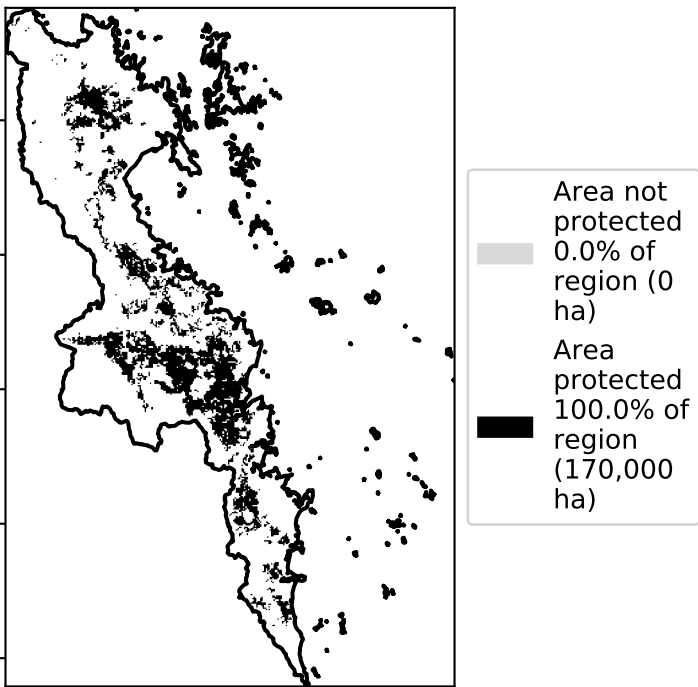 Area not
protected
0.0% of
region (0
ha)
Area
protected
100.0% of
region
(170,000
ha)